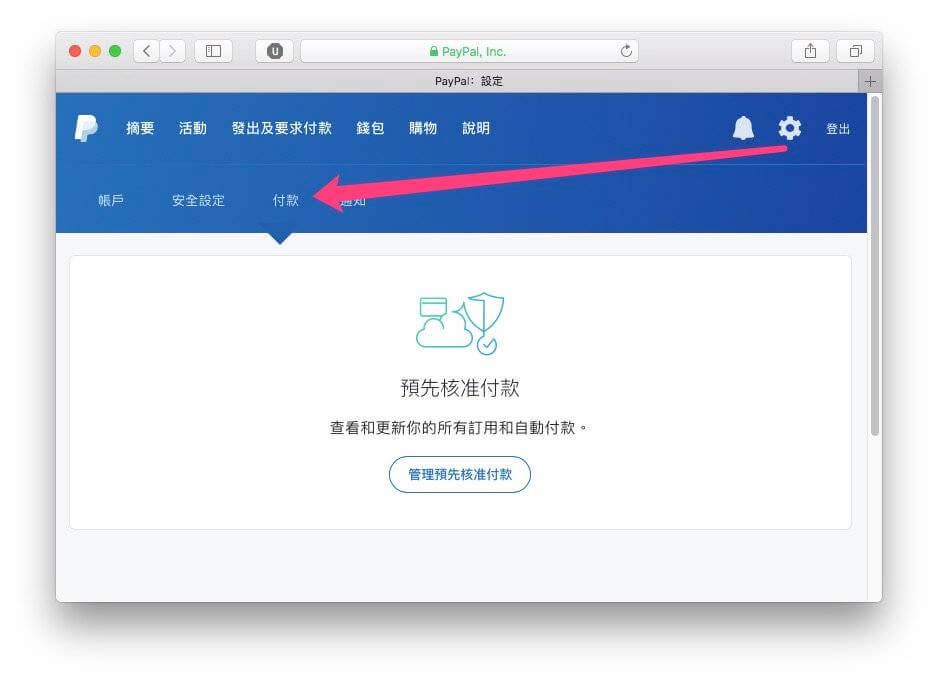 PayPal, Inc.
PayPal：設定
摘要 活動 發出及要求付款 錢包 購物 說明 登出
帳戶 安全設定 付款 通知
預先核准付款
查看和更新你的所有訂用和自動付款。
管理預先核准付款